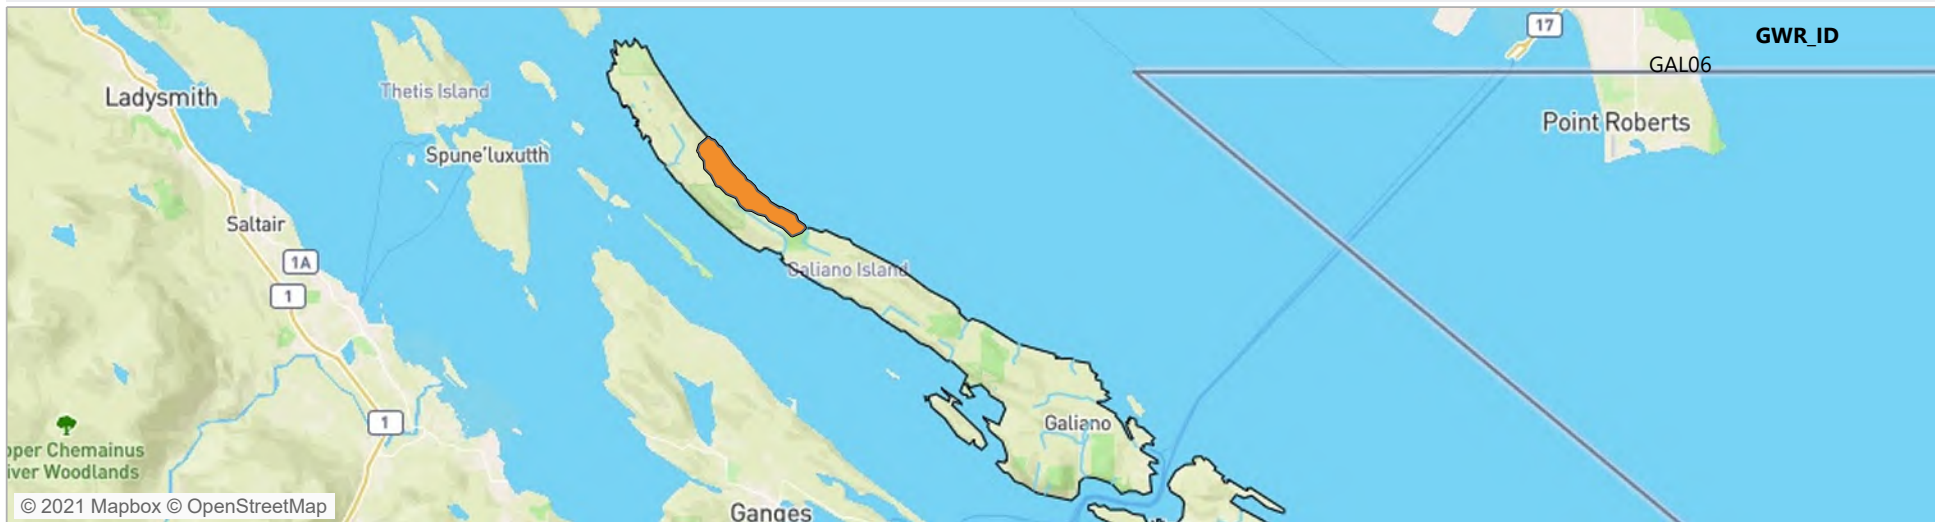 17
GWR_ID
GAL06
Ladysmith
Thetis Island
Point Roberts
Spune'luxutth
Saltair
1A
Galiano Island
1
1
Galiano
oper Chemainus
iver Woodlands
© 2021 Mapbox © OpenStreetMap
Ganges